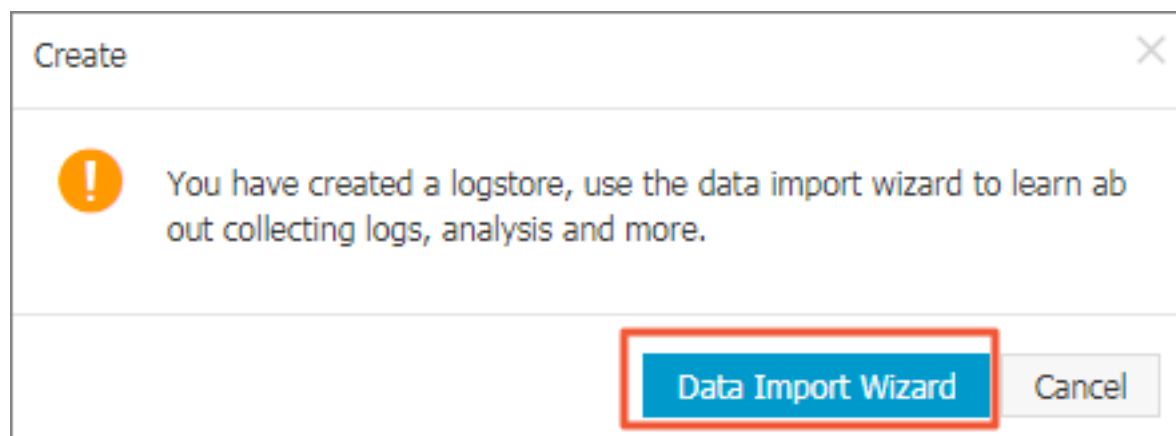 Create
You have created a logstore, use the data import wizard to learn ab
out collecting logs, analysis and more.
Data Import Wizard Cancel